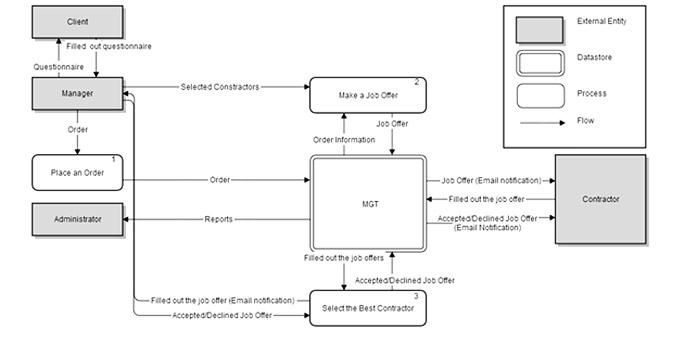 Client
Filled out questionnaire
Questionnaire
Manager
Selected Constractors
2
Make a Job Offer
Order
Job Offer
Order Information
1
Place an Order
Order
MGT
Job Offer (Email notification)
Filled out the job offer
Accepted/Declined Job Offer
(Email Notification)
Contractor
Administrator
Reports
Filled out the job offers
Accepted/Declined Job Offer
Filled out the job offer (Email notification)
Accepted/Declined Job Offer
3
Select the Best Contractor
External Entity
Datastore
Process
Flow